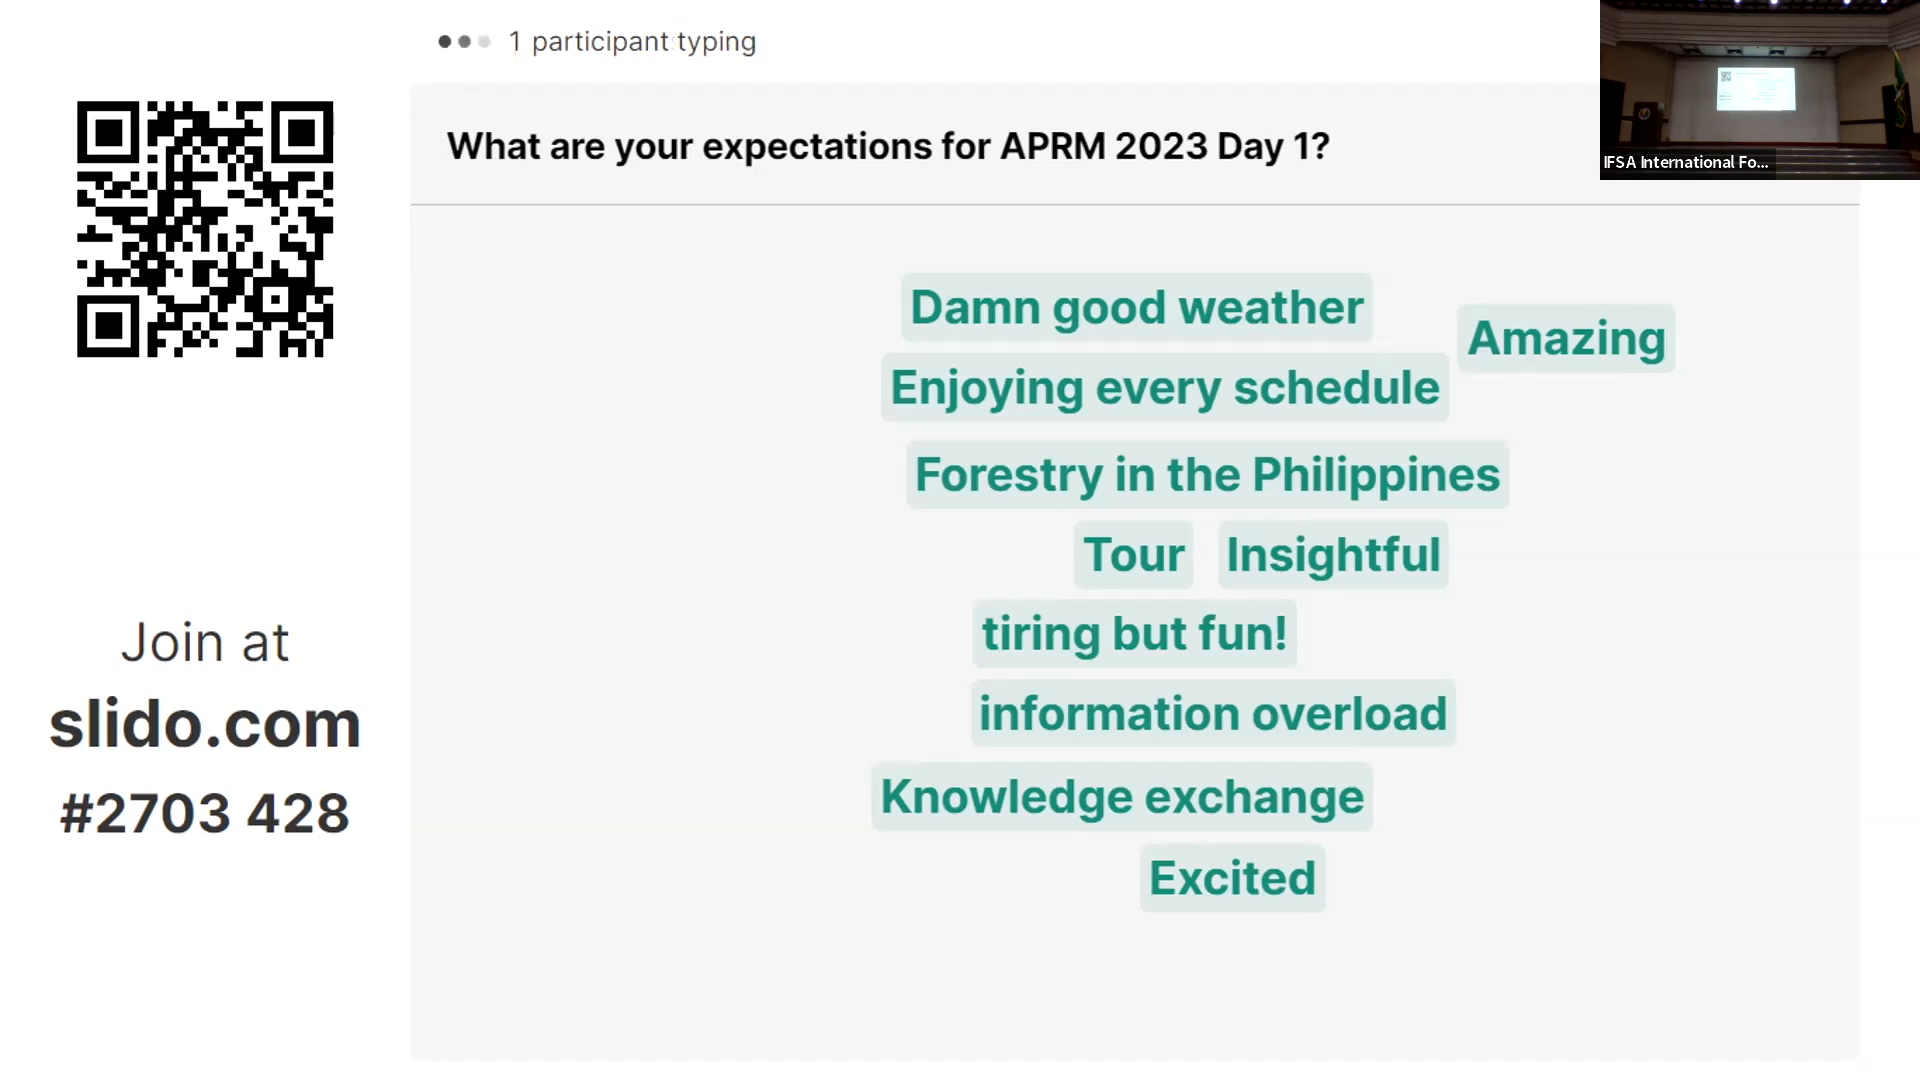 1 participant typing
What are your expectations for APRM 2023 Day 1?
IFSA International Fo...
Damn good weather
Amazing
Enjoying every schedule
Forestry in the Philippines
Tour Insightful
tiring but fun!
information overload
Knowledge exchange
Excited
Join at
slido.com
#2703 428